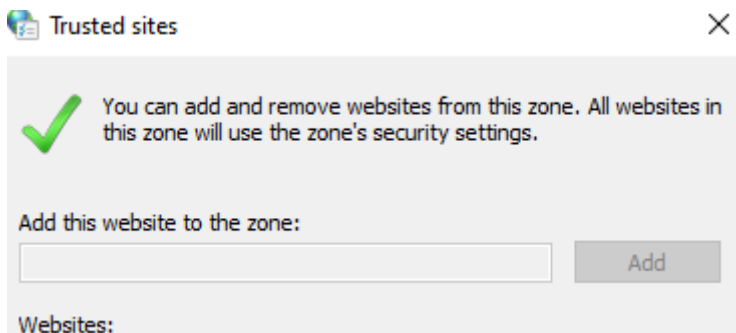 Trusted sites
You can add and remove websites from this zone. All websites in
this zone will use the zone's security settings.
Add this website to the zone:
Add
Websites: